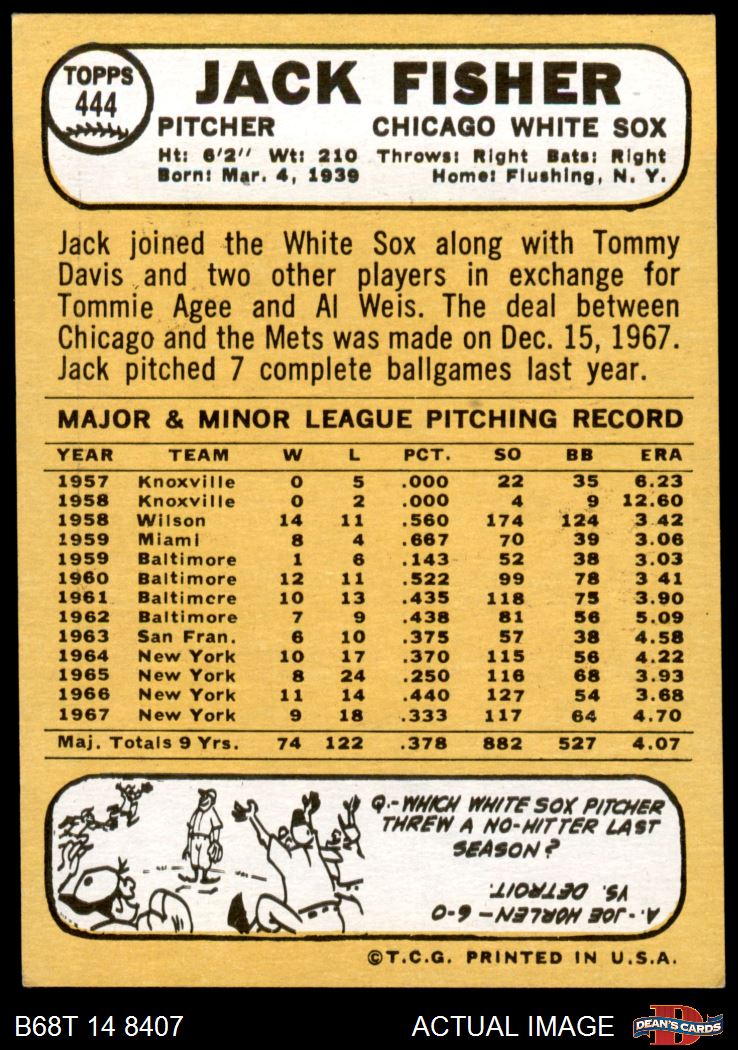 TOPPS
444
JACK FISHER
PITCHER CHICAGO WHITE SOX
Ht: 6'2" Wt: 210 Throws: Right Bats: Right
Born: Mar. 4, 1939 Home: Flushing, N. Y.
Jack joined the White Sox along with Tommy
Davis and two other players in exchange for
Tommie Agee and Al Weis. The deal between
Chicago and the Mets was made on Dec. 15, 1967.
Jack pitched 7 complete ballgames last year.
MAJOR & MINOR LEAGUE PITCHING RECORD
YEAR TEAM W L PCT. SO BB ERA
1957 Knoxville 0 5 .000 22 35 6.23
1958 Knoxville 0 2 .000 4 9 12.60
1958 Wilson 14 11 .560 174 124 3.42
1959 Miami 8 4 .667 70 39 3.06
1959 Baltimore 1 6 .143 52 38 3.03
1960 Baltimore 12 11 .522 99 78 3 41
1961 Baltimore 10 13 .435 118 75 3.90
1962 Baltimore 7 9 .438 81 56 5.09
1963 San Fran. 6 10 .375 57 38 4.58
1964 New York 10 17 .370 115 56 4.22
1965 New York 8 24 .250 116 68 3.93
1966 New York 11 14 .440 127 54 3.68
1967 New York 9 18 .333 117 64 4.70
Maj. Totals 9 Yrs. 74 122 .378 882 527 4.07
Q.-WHICH WHITE SOX PITCHER
THREW A NO-HITTER LAST
SEASON?
A.-JOE HORLEN-6-0
VS. DETROIT.
©T.C.G. PRINTED IN U.S.A.
B68T 14 8407 ACTUAL IMAGE D DEAN'S CARDS